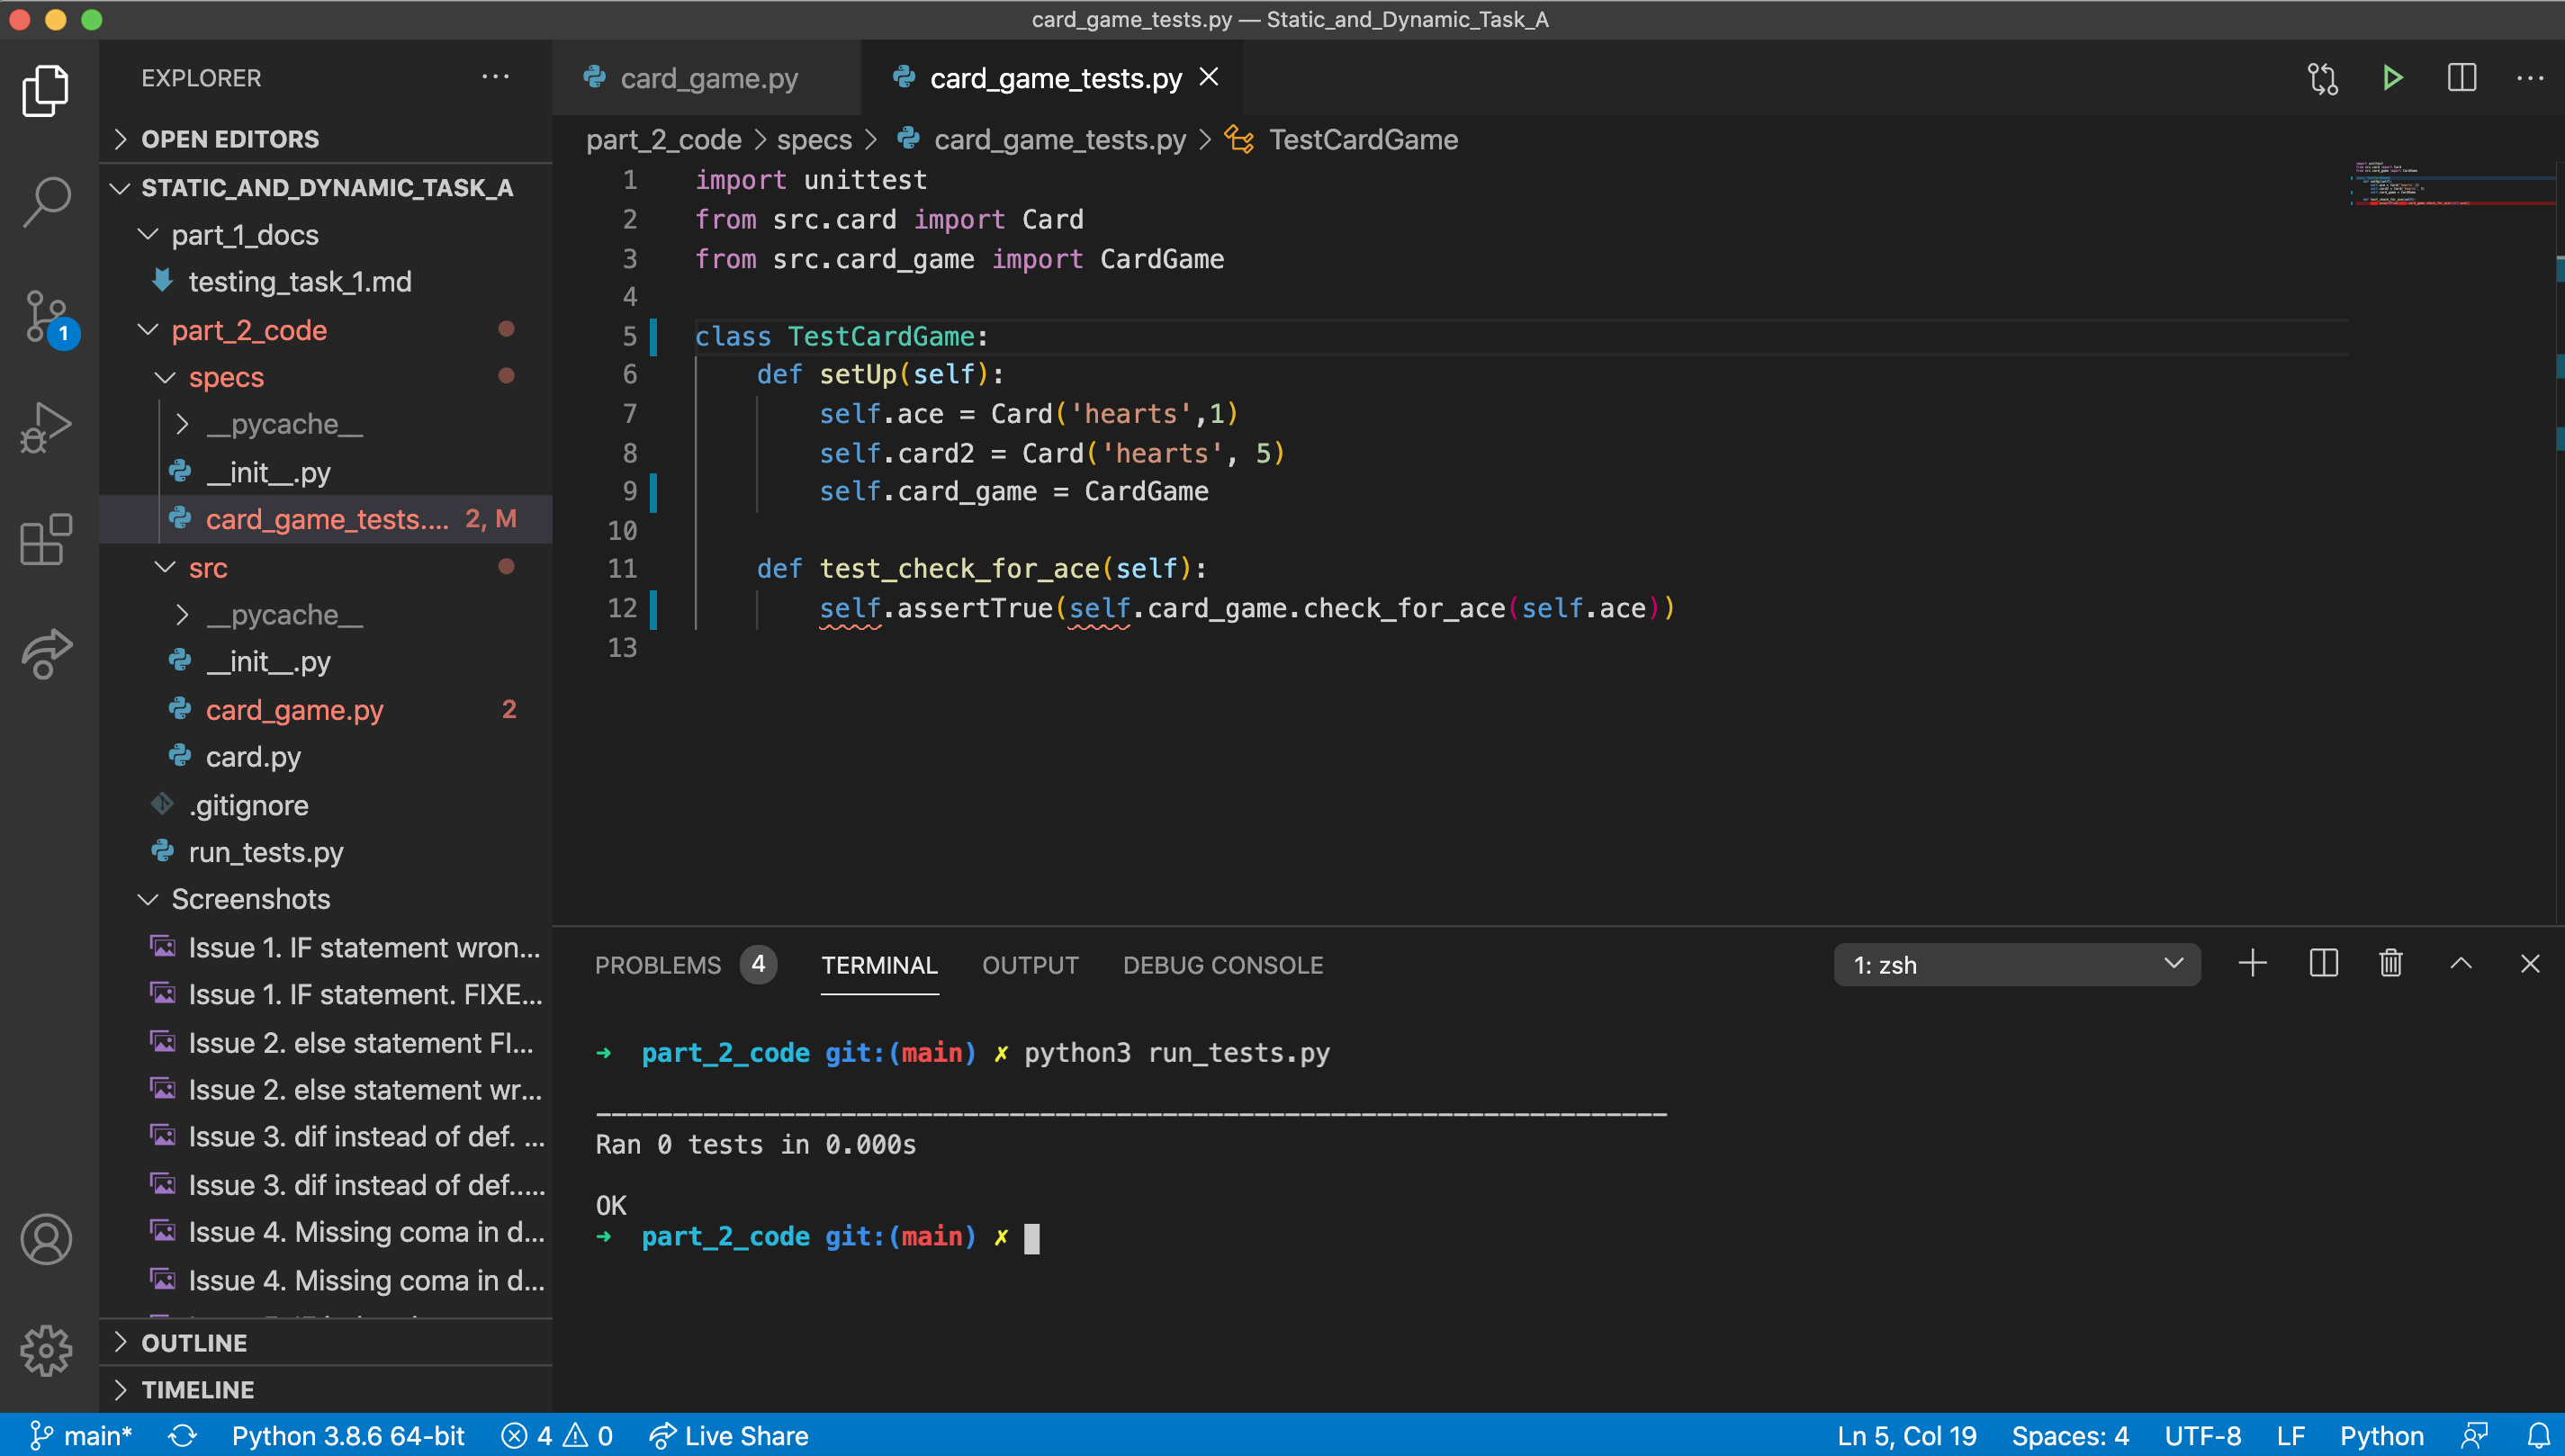 card_game_tests.py — Static_and_Dynamic_Task_A
EXPLORER
OPEN EDITORS
STATIC_AND_DYNAMIC_TASK_A
part_1_docs
testing_task_1.md
part_2_code
specs
__pycache__
__init__.py
card_game_tests.... 2, M
src
__pycache__
__init__.py
card_game.py 2
card.py
.gitignore
run_tests.py
Screenshots
Issue 1. IF statement wron...
Issue 1. IF statement. FIXE...
Issue 2. else statement FI...
Issue 2. else statement wr...
Issue 3. dif instead of def. ...
Issue 3. dif instead of def.....
Issue 4. Missing coma in d...
Issue 4. Missing coma in d...
OUTLINE
TIMELINE
1
card_game.py card_game_tests.py
part_2_code > specs > card_game_tests.py > TestCardGame
1 import unittest
2 from src.card import Card
3 from src.card_game import CardGame
4
5 class TestCardGame:
6 def setUp(self):
7 self.ace = Card('hearts',1)
8 self.card2 = Card('hearts', 5)
9 self.card_game = CardGame
10
11 def test_check_for_ace(self):
12 self.assertTrue(self.card_game.check_for_ace(self.ace))
13
PROBLEMS 4 TERMINAL OUTPUT DEBUG CONSOLE 1: zsh
➜ part_2_code git:(main) ✗ python3 run_tests.py
----------------------------------------------------------------------
Ran 0 tests in 0.000s
OK
➜ part_2_code git:(main) ✗
main* Python 3.8.6 64-bit 4 0 Live Share Ln 5, Col 19 Spaces: 4 UTF-8 LF Python